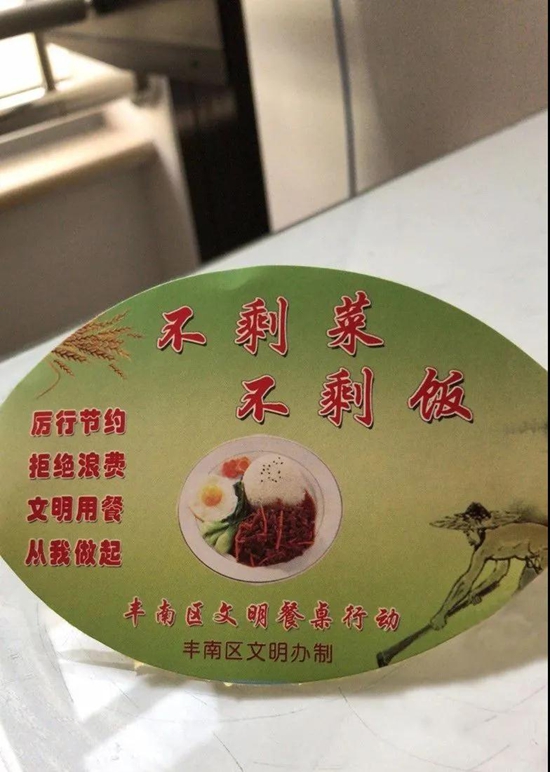 不剩菜
不剩饭
厉行节约
拒绝浪费
文明用餐
从我做起
丰南区文明餐桌行动
丰南区文明办制